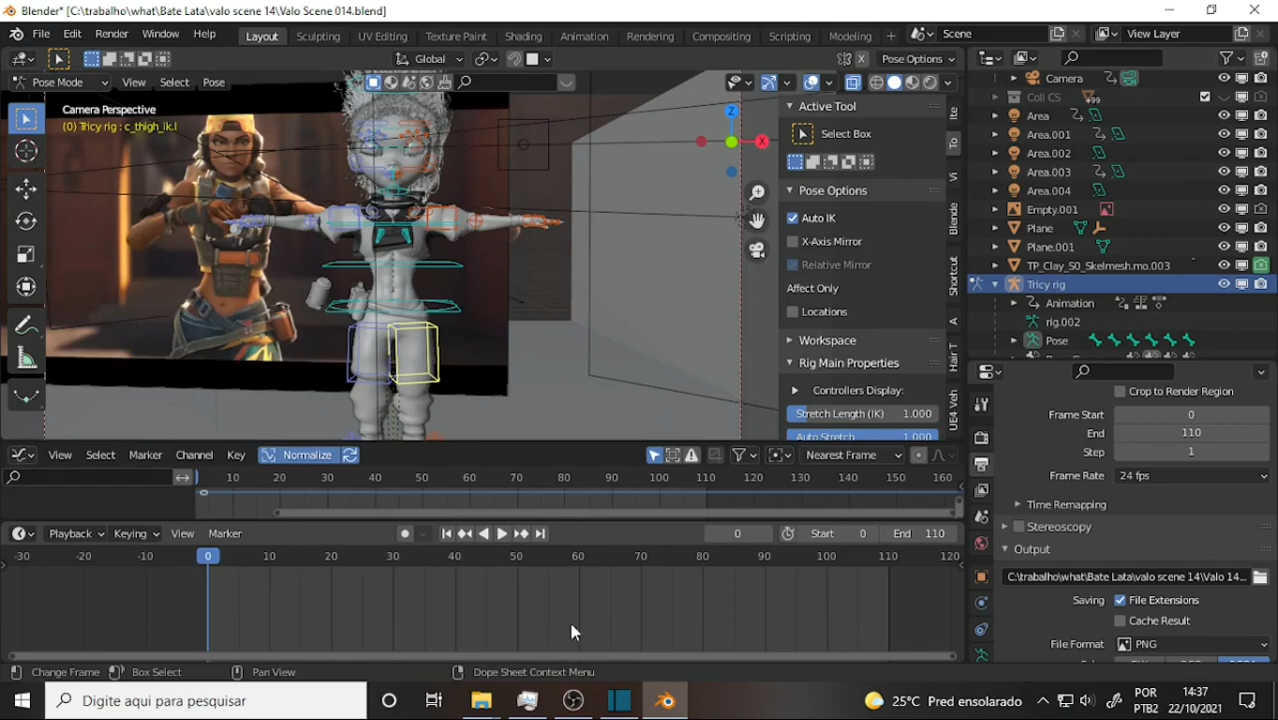 Blender* [C:\trabalho\what\Bate Lata\valo scene 14\Valo Scene 014.blend]
File Edit Render Window Help Layout Sculpting UV Editing Texture Paint Shading Animation Rendering Compositing Scripting Modeling + Scene View Layer
Global X Pose Options
Pose Mode View Select Pose
Camera Perspective
(0) Tricy rig : c_thigh_ik.l
Z
X
Active Tool
Select Box
Pose Options
Auto IK
X-Axis Mirror
Relative Mirror
Affect Only
Locations
Workspace
Rig Main Properties
Controllers Display:
Stretch Length (IK) 1.000
Auto Stretch 1.000
Ite
To
Vi
Blende
Shortcut
A
Hair T
UE4 Veh
Camera
Coll CS 99
Area
Area.001
Area.002
Area.003
Area.004
Empty.001
Plane
Plane.001
TP_Clay_S0_Skelmesh.mo.003
Tricy rig
Animation
rig.002
Pose
Crop to Render Region
Frame Start 0
End 110
Step 1
Frame Rate 24 fps
Time Remapping
Stereoscopy
Output
C:\trabalho\what\Bate Lata\valo scene 14\Valo 14...
Saving File Extensions
Cache Result
File Format PNG
View Select Marker Channel Key Normalize Nearest Frame
10 20 30 40 50 60 70 80 90 100 110 120 130 140 150 160
Playback Keying View Marker 0 Start 0 End 110
-30 -20 -10 0 10 20 30 40 50 60 70 80 90 100 110 120
Change Frame Box Select Pan View Dope Sheet Context Menu
Digite aqui para pesquisar
25°C Pred ensolarado
POR
PTB2
14:37
22/10/2021